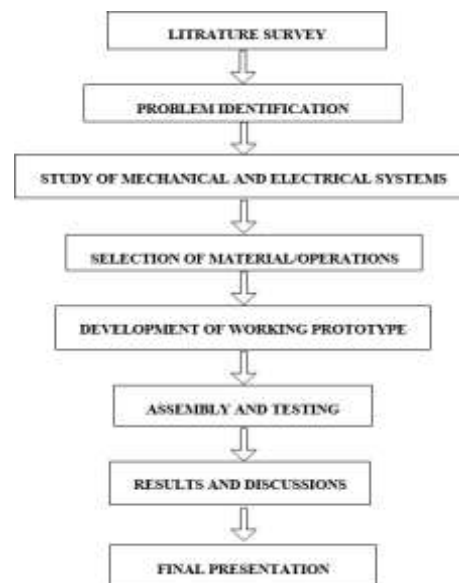 LITRATURE SURVEY
PROBLEM IDENTIFICATION
STUDY OF MECHANICAL AND ELECTRICAL SYSTEMS
SELECTION OF MATERIAL/OPERATIONS
DEVELOPMENT OF WORKING PROTOTYPE
ASSEMBLY AND TESTING
RESULTS AND DISCUSSIONS
FINAL PRESENTATION